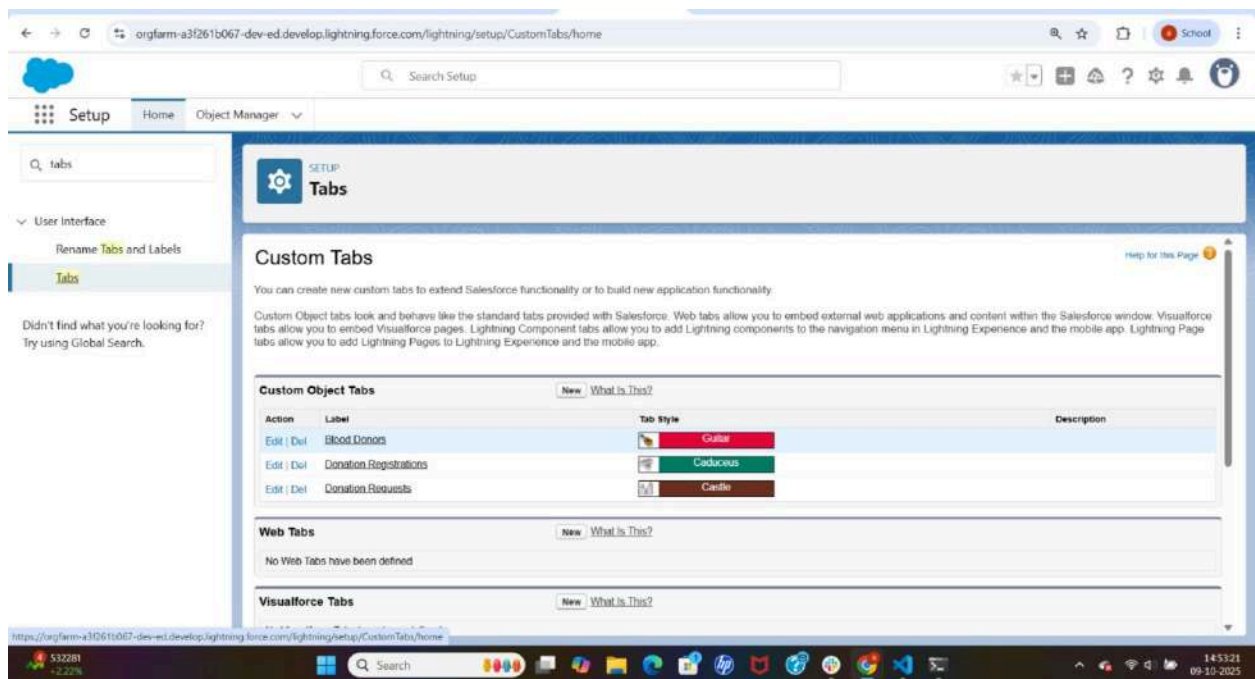 orgfarm-a3f261b067-dev-ed.develop.lightning.force.com/lightning/setup/CustomTabs/home
School
Search Setup
Setup
Home
Object Manager
tabs
User Interface
Rename Tabs and Labels
Tabs
Didn't find what you're looking for?
Try using Global Search.
SETUP
Tabs
Custom Tabs
Help for this Page
You can create new custom tabs to extend Salesforce functionality or to build new application functionality.
Custom Object tabs look and behave like the standard tabs provided with Salesforce. Web tabs allow you to embed external web applications and content within the Salesforce window. Visualforce
tabs allow you to embed Visualforce pages. Lightning Component tabs allow you to add Lightning components to the navigation menu in Lightning Experience and the mobile app. Lightning Page
tabs allow you to add Lightning Pages to Lightning Experience and the mobile app.
Custom Object Tabs New What Is This?
Action Label Tab Style Description
Edit | Del Blood Donors Guitar
Edit | Del Donation Registrations Caduceus
Edit | Del Donation Requests Castle
Web Tabs New What Is This?
No Web Tabs have been defined
Visualforce Tabs New What Is This?
https://orgfarm-a3f261b067-dev-ed.develop.lightning.force.com/lightning/setup/CustomTabs/home
532281
+2.22%
Search
14:53:21
09-10-2025